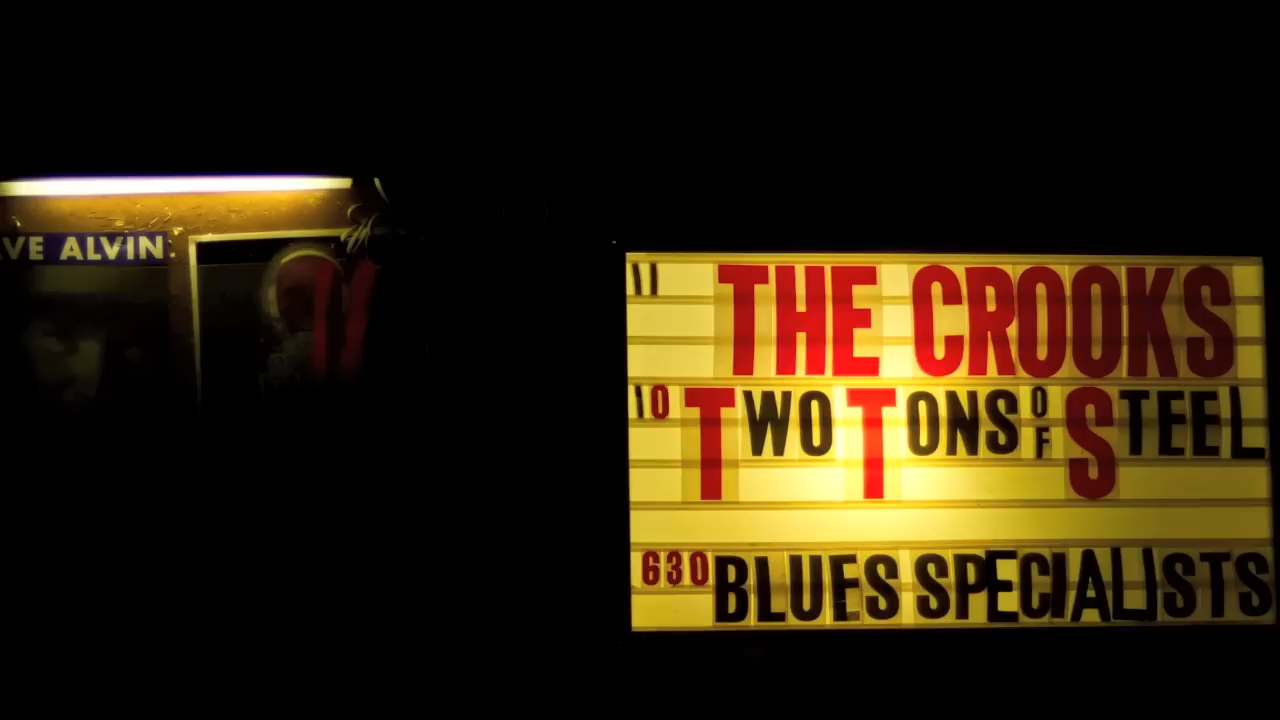 VE ALVIN
11 THE CROOKS
10 TWO TONS OF STEEL
630 BLUES SPECIALISTS